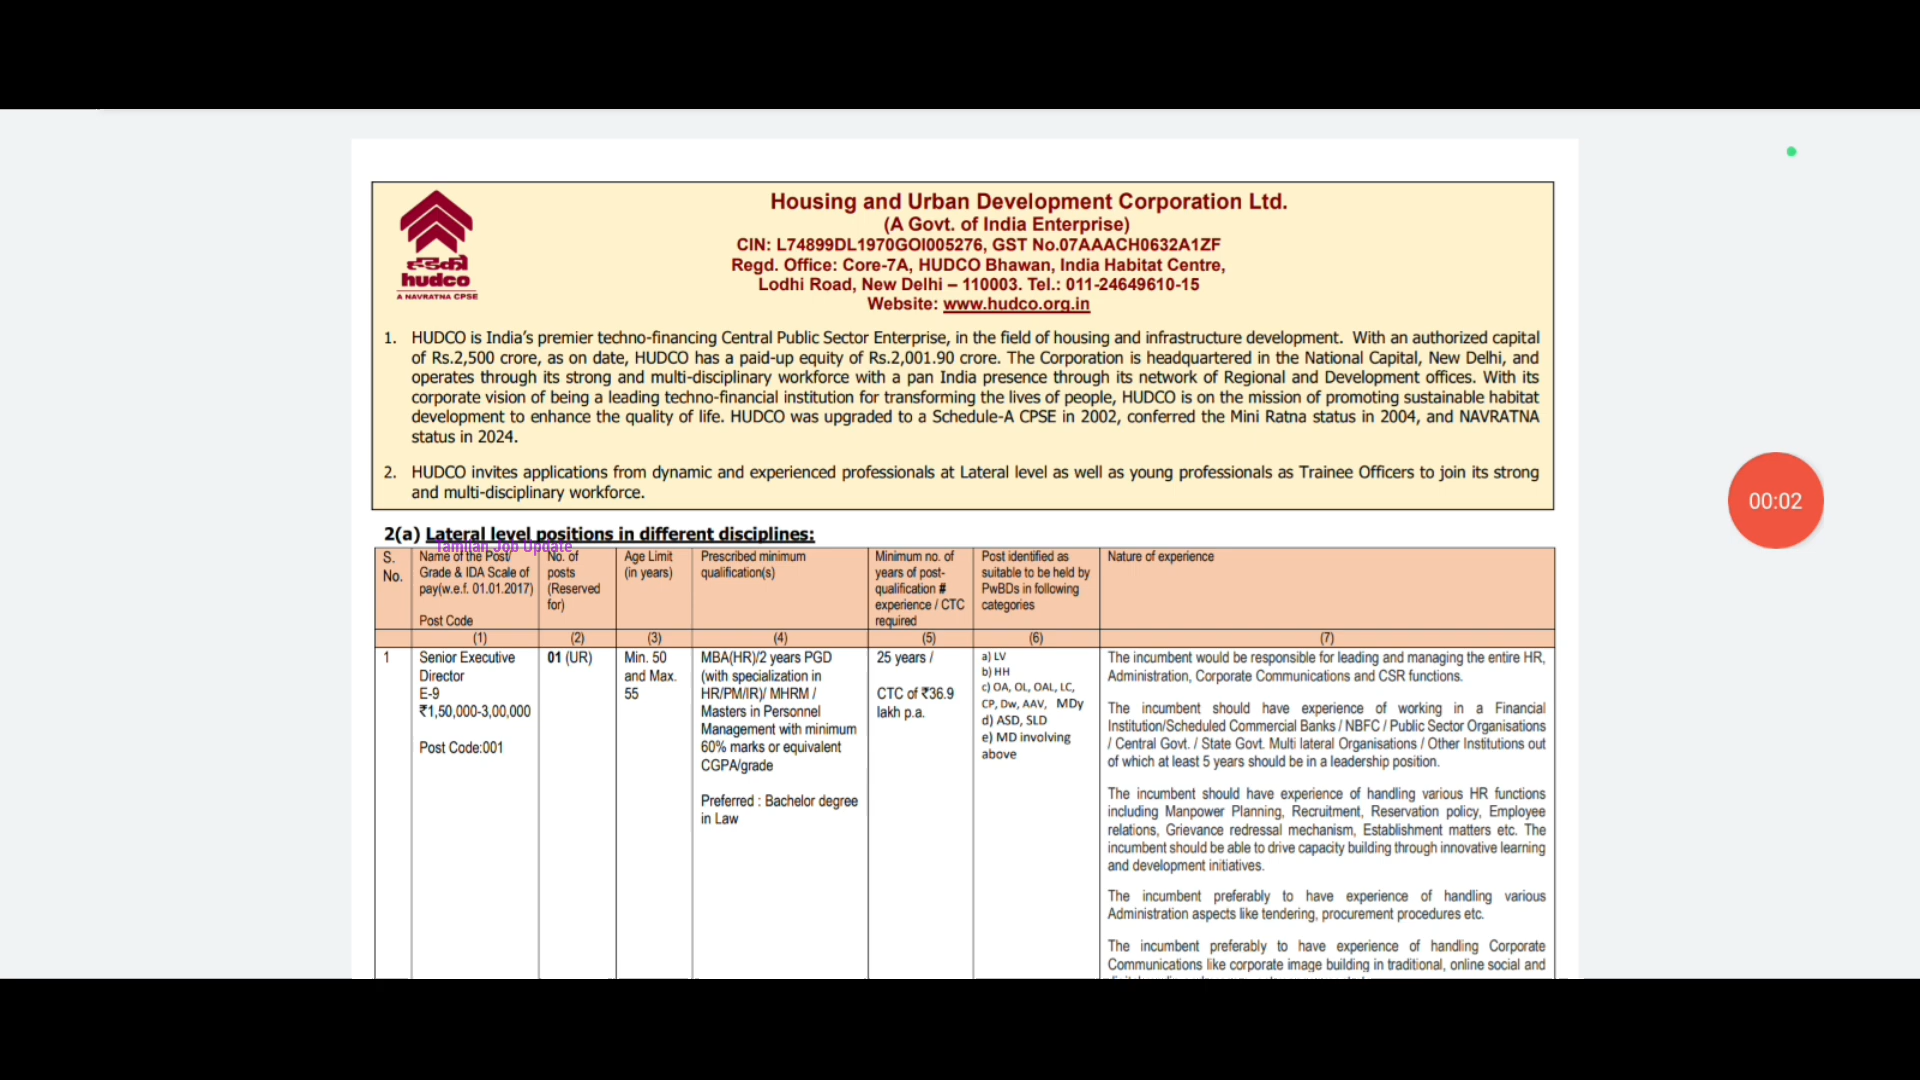 Housing and Urban Development Corporation Ltd.
(A Govt. of India Enterprise)
CIN: L74899DL1970GOI005276, GST No.07AAACH0632A1ZF
Regd. Office: Core-7A, HUDCO Bhawan, India Habitat Centre,
Lodhi Road, New Delhi – 110003. Tel.: 011-24649610-15
Website: www.hudco.org.in
हडको
hudco
A NAVRATNA CPSE
1. HUDCO is India's premier techno-financing Central Public Sector Enterprise, in the field of housing and infrastructure development. With an authorized capital
of Rs.2,500 crore, as on date, HUDCO has a paid-up equity of Rs.2,001.90 crore. The Corporation is headquartered in the National Capital, New Delhi, and
operates through its strong and multi-disciplinary workforce with a pan India presence through its network of Regional and Development offices. With its
corporate vision of being a leading techno-financial institution for transforming the lives of people, HUDCO is on the mission of promoting sustainable habitat
development to enhance the quality of life. HUDCO was upgraded to a Schedule-A CPSE in 2002, conferred the Mini Ratna status in 2004, and NAVRATNA
status in 2024.
2. HUDCO invites applications from dynamic and experienced professionals at Lateral level as well as young professionals as Trainee Officers to join its strong
and multi-disciplinary workforce.
00:02
2(a) Lateral level positions in different disciplines:
Tamilan Job Update
S.
No.
Name of the Post/
Grade & IDA Scale of
pay(w.e.f. 01.01.2017)
Post Code
No. of
posts
(Reserved
for)
Age Limit
(in years)
Prescribed minimum
qualification(s)
Minimum no. of
years of post-
qualification #
experience / CTC
required
Post identified as
suitable to be held by
PwBDs in following
categories
Nature of experience
(1) (2) (3) (4) (5) (6) (7)
1
Senior Executive
Director
E-9
₹1,50,000-3,00,000
Post Code:001
01 (UR)
Min. 50
and Max.
55
MBA(HR)/2 years PGD
(with specialization in
HR/PM/IR)/ MHRM /
Masters in Personnel
Management with minimum
60% marks or equivalent
CGPA/grade
Preferred : Bachelor degree
in Law
25 years /
CTC of ₹36.9
lakh p.a.
a) LV
b) HH
c) OA, OL, OAL, LC,
CP, Dw, AAV, MDy
d) ASD, SLD
e) MD involving
above
The incumbent would be responsible for leading and managing the entire HR,
Administration, Corporate Communications and CSR functions.
The incumbent should have experience of working in a Financial
Institution/Scheduled Commercial Banks / NBFC / Public Sector Organisations
/ Central Govt. / State Govt. Multi lateral Organisations / Other Institutions out
of which at least 5 years should be in a leadership position.
The incumbent should have experience of handling various HR functions
including Manpower Planning, Recruitment, Reservation policy, Employee
relations, Grievance redressal mechanism, Establishment matters etc. The
incumbent should be able to drive capacity building through innovative learning
and development initiatives.
The incumbent preferably to have experience of handling various
Administration aspects like tendering, procurement procedures etc.
The incumbent preferably to have experience of handling Corporate
Communications like corporate image building in traditional, online social and